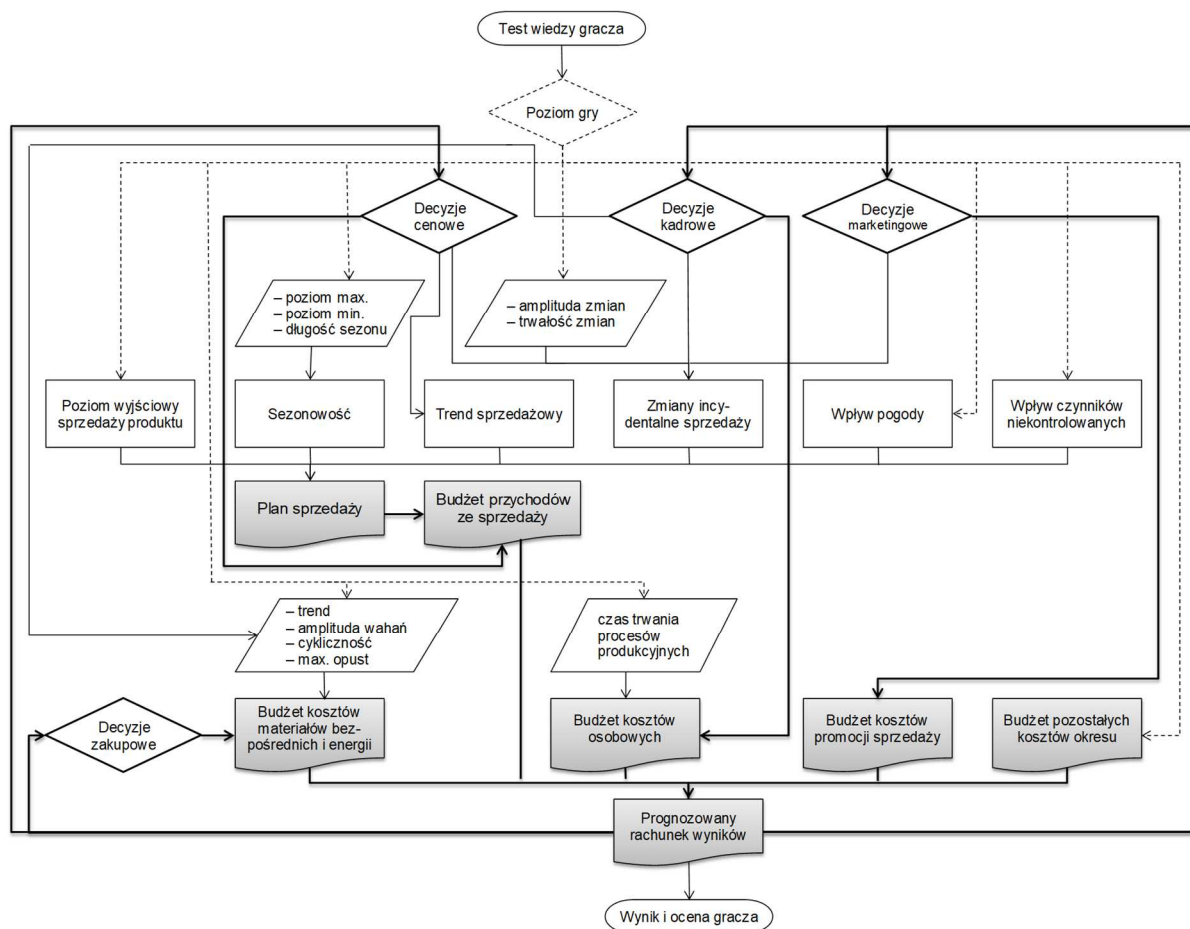 Test wiedzy gracza
Poziom gry
Decyzje
cenowe
Decyzje
kadrowe
Decyzje
marketingowe
– poziom max.
– poziom min.
– długość sezonu
– amplituda zmian
– trwałość zmian
Poziom wyjściowy
sprzedaży produktu
Sezonowość
Trend sprzedażowy
Zmiany incy-
dentalne sprzedaży
Wpływ pogody
Wpływ czynników
niekontrolowanych
Plan sprzedaży
Budżet przychodów
ze sprzedaży
– trend
– amplituda wahań
– cykliczność
– max. opust
czas trwania
procesów
produkcyjnych
Decyzje
zakupowe
Budżet kosztów
materiałów bez-
pośrednich i energii
Budżet kosztów
osobowych
Budżet kosztów
promocji sprzedaży
Budżet pozostałych
kosztów okresu
Prognozowany
rachunek wyników
Wynik i ocena gracza